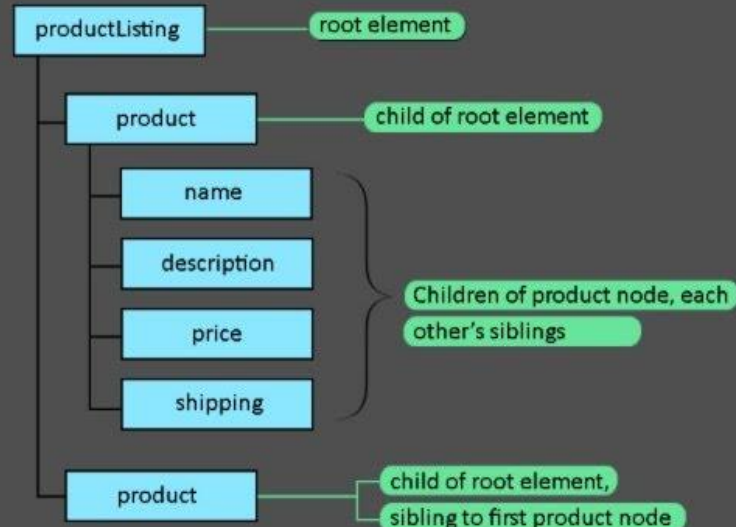 productListing
root element
product
child of root element
name
description
price
shipping
Children of product node, each
other's siblings
product
child of root element,
sibling to first product node